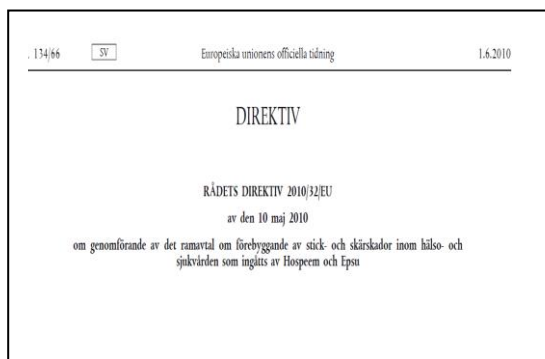 . 134/66 SV Europeiska unionens officiella tidning 1.6.2010
DIREKTIV
RÅDETS DIREKTIV 2010/32/EU
av den 10 maj 2010
om genomförande av det ramavtal om förebyggande av stick- och skärskador inom hälso- och
sjukvården som ingåtts av Hospeem och Epsu